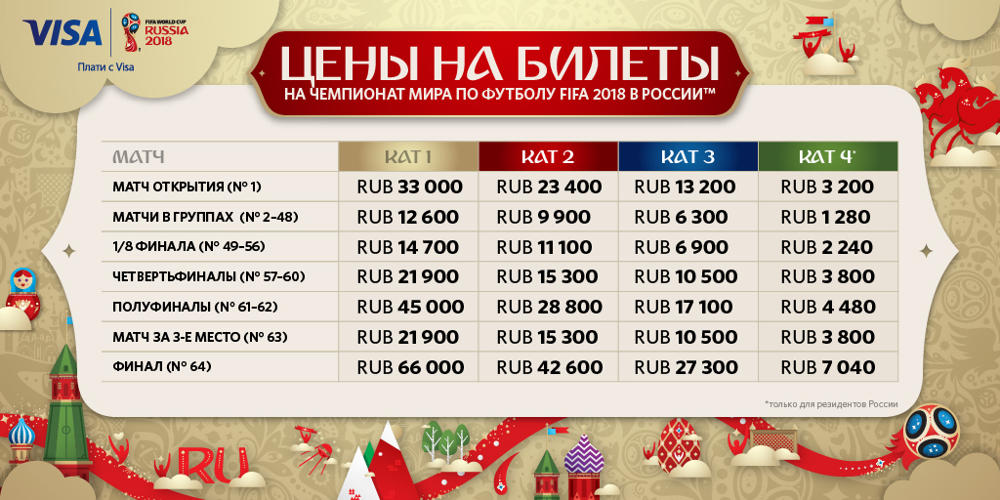 VISA
FIFA WORLD CUP
RUSSIA
2018
Плати с Visa
ЦЕНЫ НА БИЛЕТЫ
НА ЧЕМПИОНАТ МИРА ПО ФУТБОЛУ FIFA 2018 В РОССИИ™
МАТЧ КАТ 1 КАТ 2 КАТ 3 КАТ 4*
МАТЧ ОТКРЫТИЯ (№ 1) RUB 33 000 RUB 23 400 RUB 13 200 RUB 3 200
МАТЧИ В ГРУППАХ (№ 2–48) RUB 12 600 RUB 9 900 RUB 6 300 RUB 1 280
1/8 ФИНАЛА (№ 49–56) RUB 14 700 RUB 11 100 RUB 6 900 RUB 2 240
ЧЕТВЕРТЬФИНАЛЫ (№ 57–60) RUB 21 900 RUB 15 300 RUB 10 500 RUB 3 800
ПОЛУФИНАЛЫ (№ 61–62) RUB 45 000 RUB 28 800 RUB 17 100 RUB 4 480
МАТЧ ЗА 3-Е МЕСТО (№ 63) RUB 21 900 RUB 15 300 RUB 10 500 RUB 3 800
ФИНАЛ (№ 64) RUB 66 000 RUB 42 600 RUB 27 300 RUB 7 040
*только для резидентов России
RU